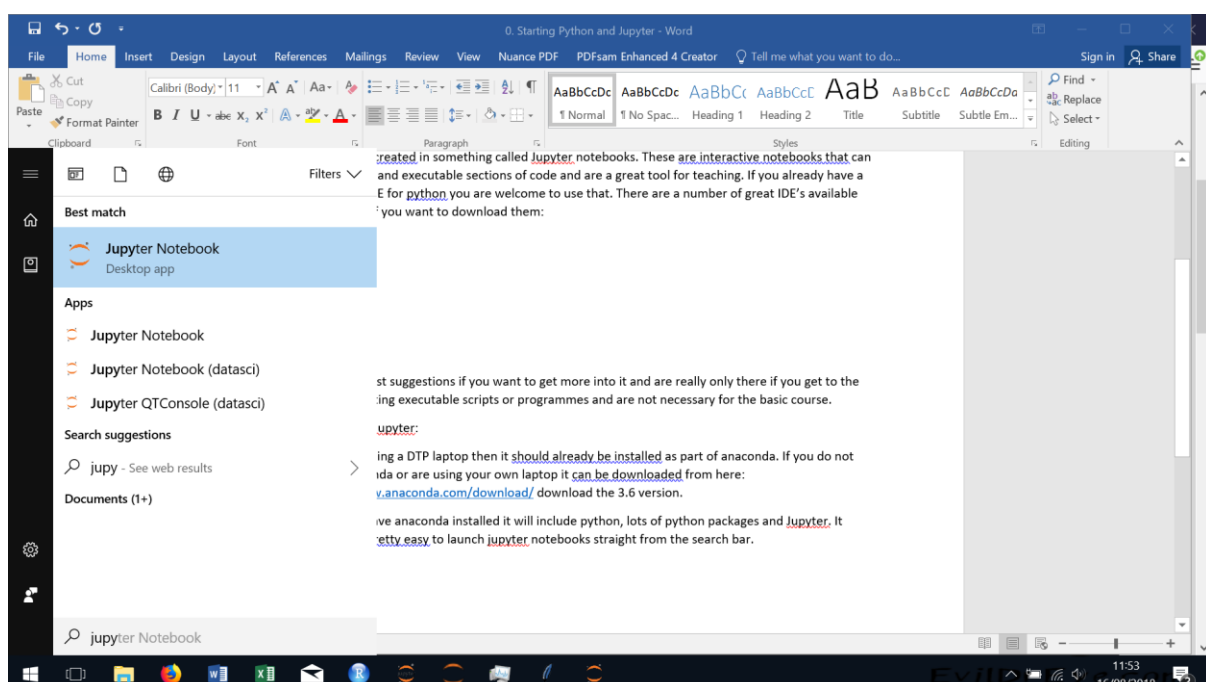 0. Starting Python and Jupyter - Word
File Home Insert Design Layout References Mailings Review View Nuance PDF PDFsam Enhanced 4 Creator Tell me what you want to do... Sign in Share
Paste
Cut
Copy
Format Painter
Clipboard
Calibri (Body) 11
Font
Paragraph
AaBbCcDc AaBbCcDc AaBbCc AaBbCcC AaB AaBbCcC AaBbCcDa
¶ Normal ¶ No Spac... Heading 1 Heading 2 Title Subtitle Subtle Em...
Styles
Find
Replace
Select
Editing
Filters
Best match
Jupyter Notebook
Desktop app
Apps
Jupyter Notebook
Jupyter Notebook (datasci)
Jupyter QTConsole (datasci)
Search suggestions
jupy - See web results
Documents (1+)
jupyter Notebook
created in something called Jupyter notebooks. These are interactive notebooks that can
and executable sections of code and are a great tool for teaching. If you already have a
E for python you are welcome to use that. There are a number of great IDE's available
f you want to download them:
st suggestions if you want to get more into it and are really only there if you get to the
ing executable scripts or programmes and are not necessary for the basic course.
upyter:
ing a DTP laptop then it should already be installed as part of anaconda. If you do not
nda or are using your own laptop it can be downloaded from here:
v.anaconda.com/download/ download the 3.6 version.
ve anaconda installed it will include python, lots of python packages and Jupyter. It
retty easy to launch jupyter notebooks straight from the search bar.
11:53